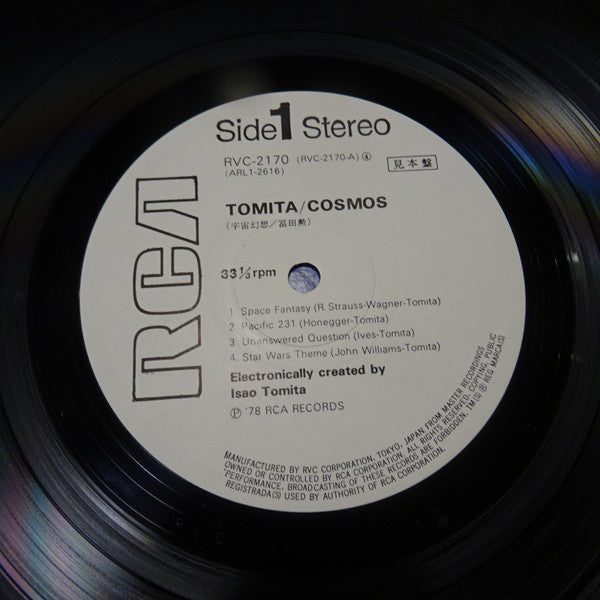 Side 1 Stereo
RVC-2170 (RVC-2170-A) ④
(ARL1-2616)
見本盤
RCA
TOMITA/COSMOS
(宇宙幻想/冨田勲)
33⅓rpm
1 Space Fantasy (R. Strauss-Wagner-Tomita)
2 Pacific 231 (Honegger-Tomita)
3 Unanswered Question (Ives-Tomita)
4. Star Wars Theme (John Williams-Tomita)
Electronically created by
Isao Tomita
Ⓟ '78 RCA RECORDS
MANUFACTURED BY RVC CORPORATION, TOKYO, JAPAN, FROM MASTER RECORDINGS
OWNED OR CONTROLLED BY RCA CORPORATION. ALL RIGHTS RESERVED. COPYING, PUBLIC
PERFORMANCE, BROADCASTING OF THESE RECORDS ARE FORBIDDEN. TM(S) ® REG MARCA(S)
REGISTRADA(S) USED BY AUTHORITY OF RCA CORPORATION.